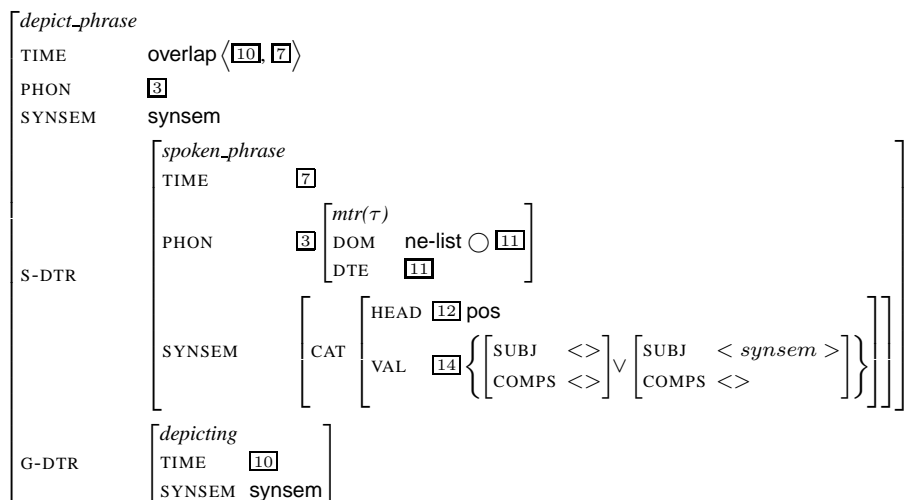 depict_phrase
TIME overlap ⟨[10], [7]⟩
PHON [3]
SYNSEM synsem
S-DTR
spoken_phrase
TIME [7]
PHON [3]
mtr(τ)
DOM ne-list ◯ [11]
DTE [11]
SYNSEM
CAT
HEAD [12] pos
VAL [14] { [SUBJ <> COMPS <>] ∨ [SUBJ < synsem > COMPS <>] }
G-DTR
depicting
TIME [10]
SYNSEM synsem